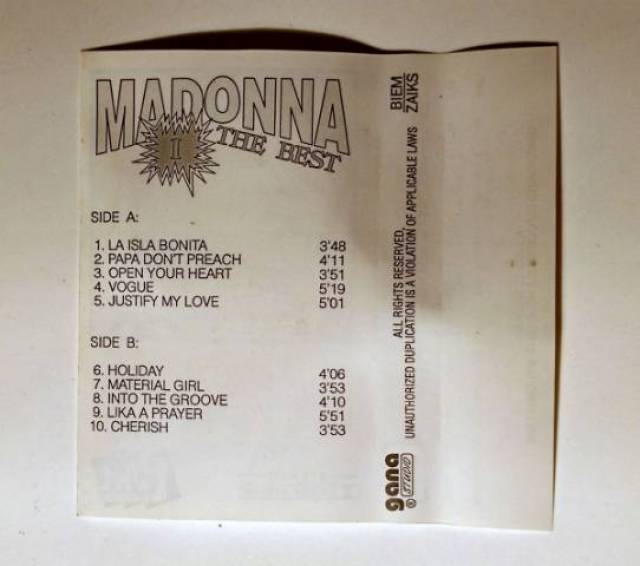 MADONNA
I THE BEST
SIDE A:
1. LA ISLA BONITA 3'48
2. PAPA DON'T PREACH 4'11
3. OPEN YOUR HEART 3'51
4. VOGUE 5'19
5. JUSTIFY MY LOVE 5'01
SIDE B:
6. HOLIDAY 4'06
7. MATERIAL GIRL 3'53
8. INTO THE GROOVE 4'10
9. LIKA A PRAYER 5'51
10. CHERISH 3'53
BIEM
ZAIKS
ALL RIGHTS RESERVED,
UNAUTHORIZED DUPLICATION IS A VIOLATION OF APPLICABLE LAWS
gana
© STUDIO